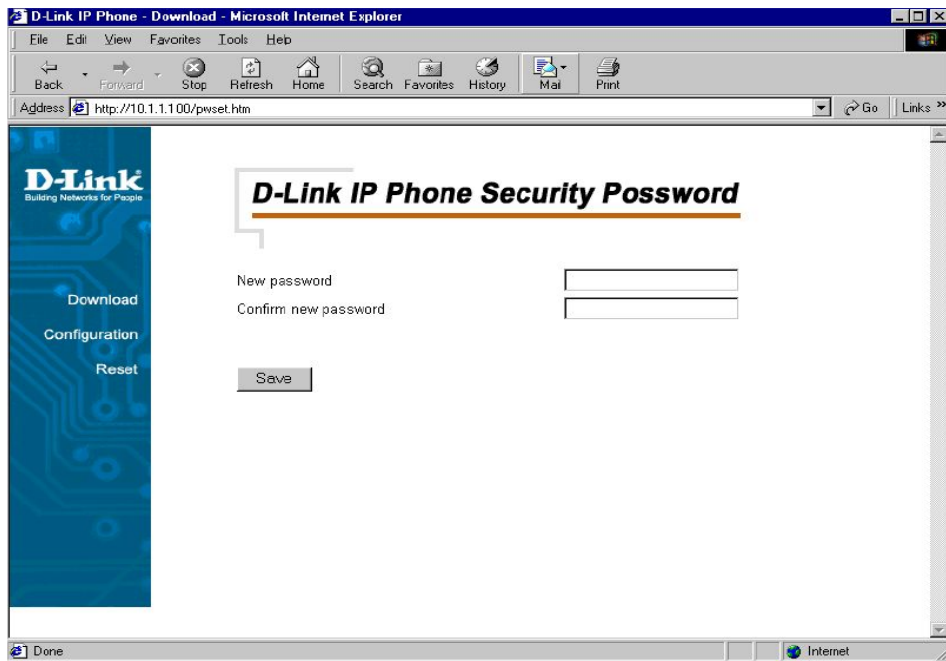 D-Link IP Phone - Download - Microsoft Internet Explorer
File Edit View Favorites Tools Help
Back Forward Stop Refresh Home Search Favorites History Mail Print
Address http://10.1.1.100/pwset.htm Go Links »
D-Link
Building Networks for People
D-Link IP Phone Security Possword
New password
Confirm new password
Download
Configuration
Reset
Save
Done Internet